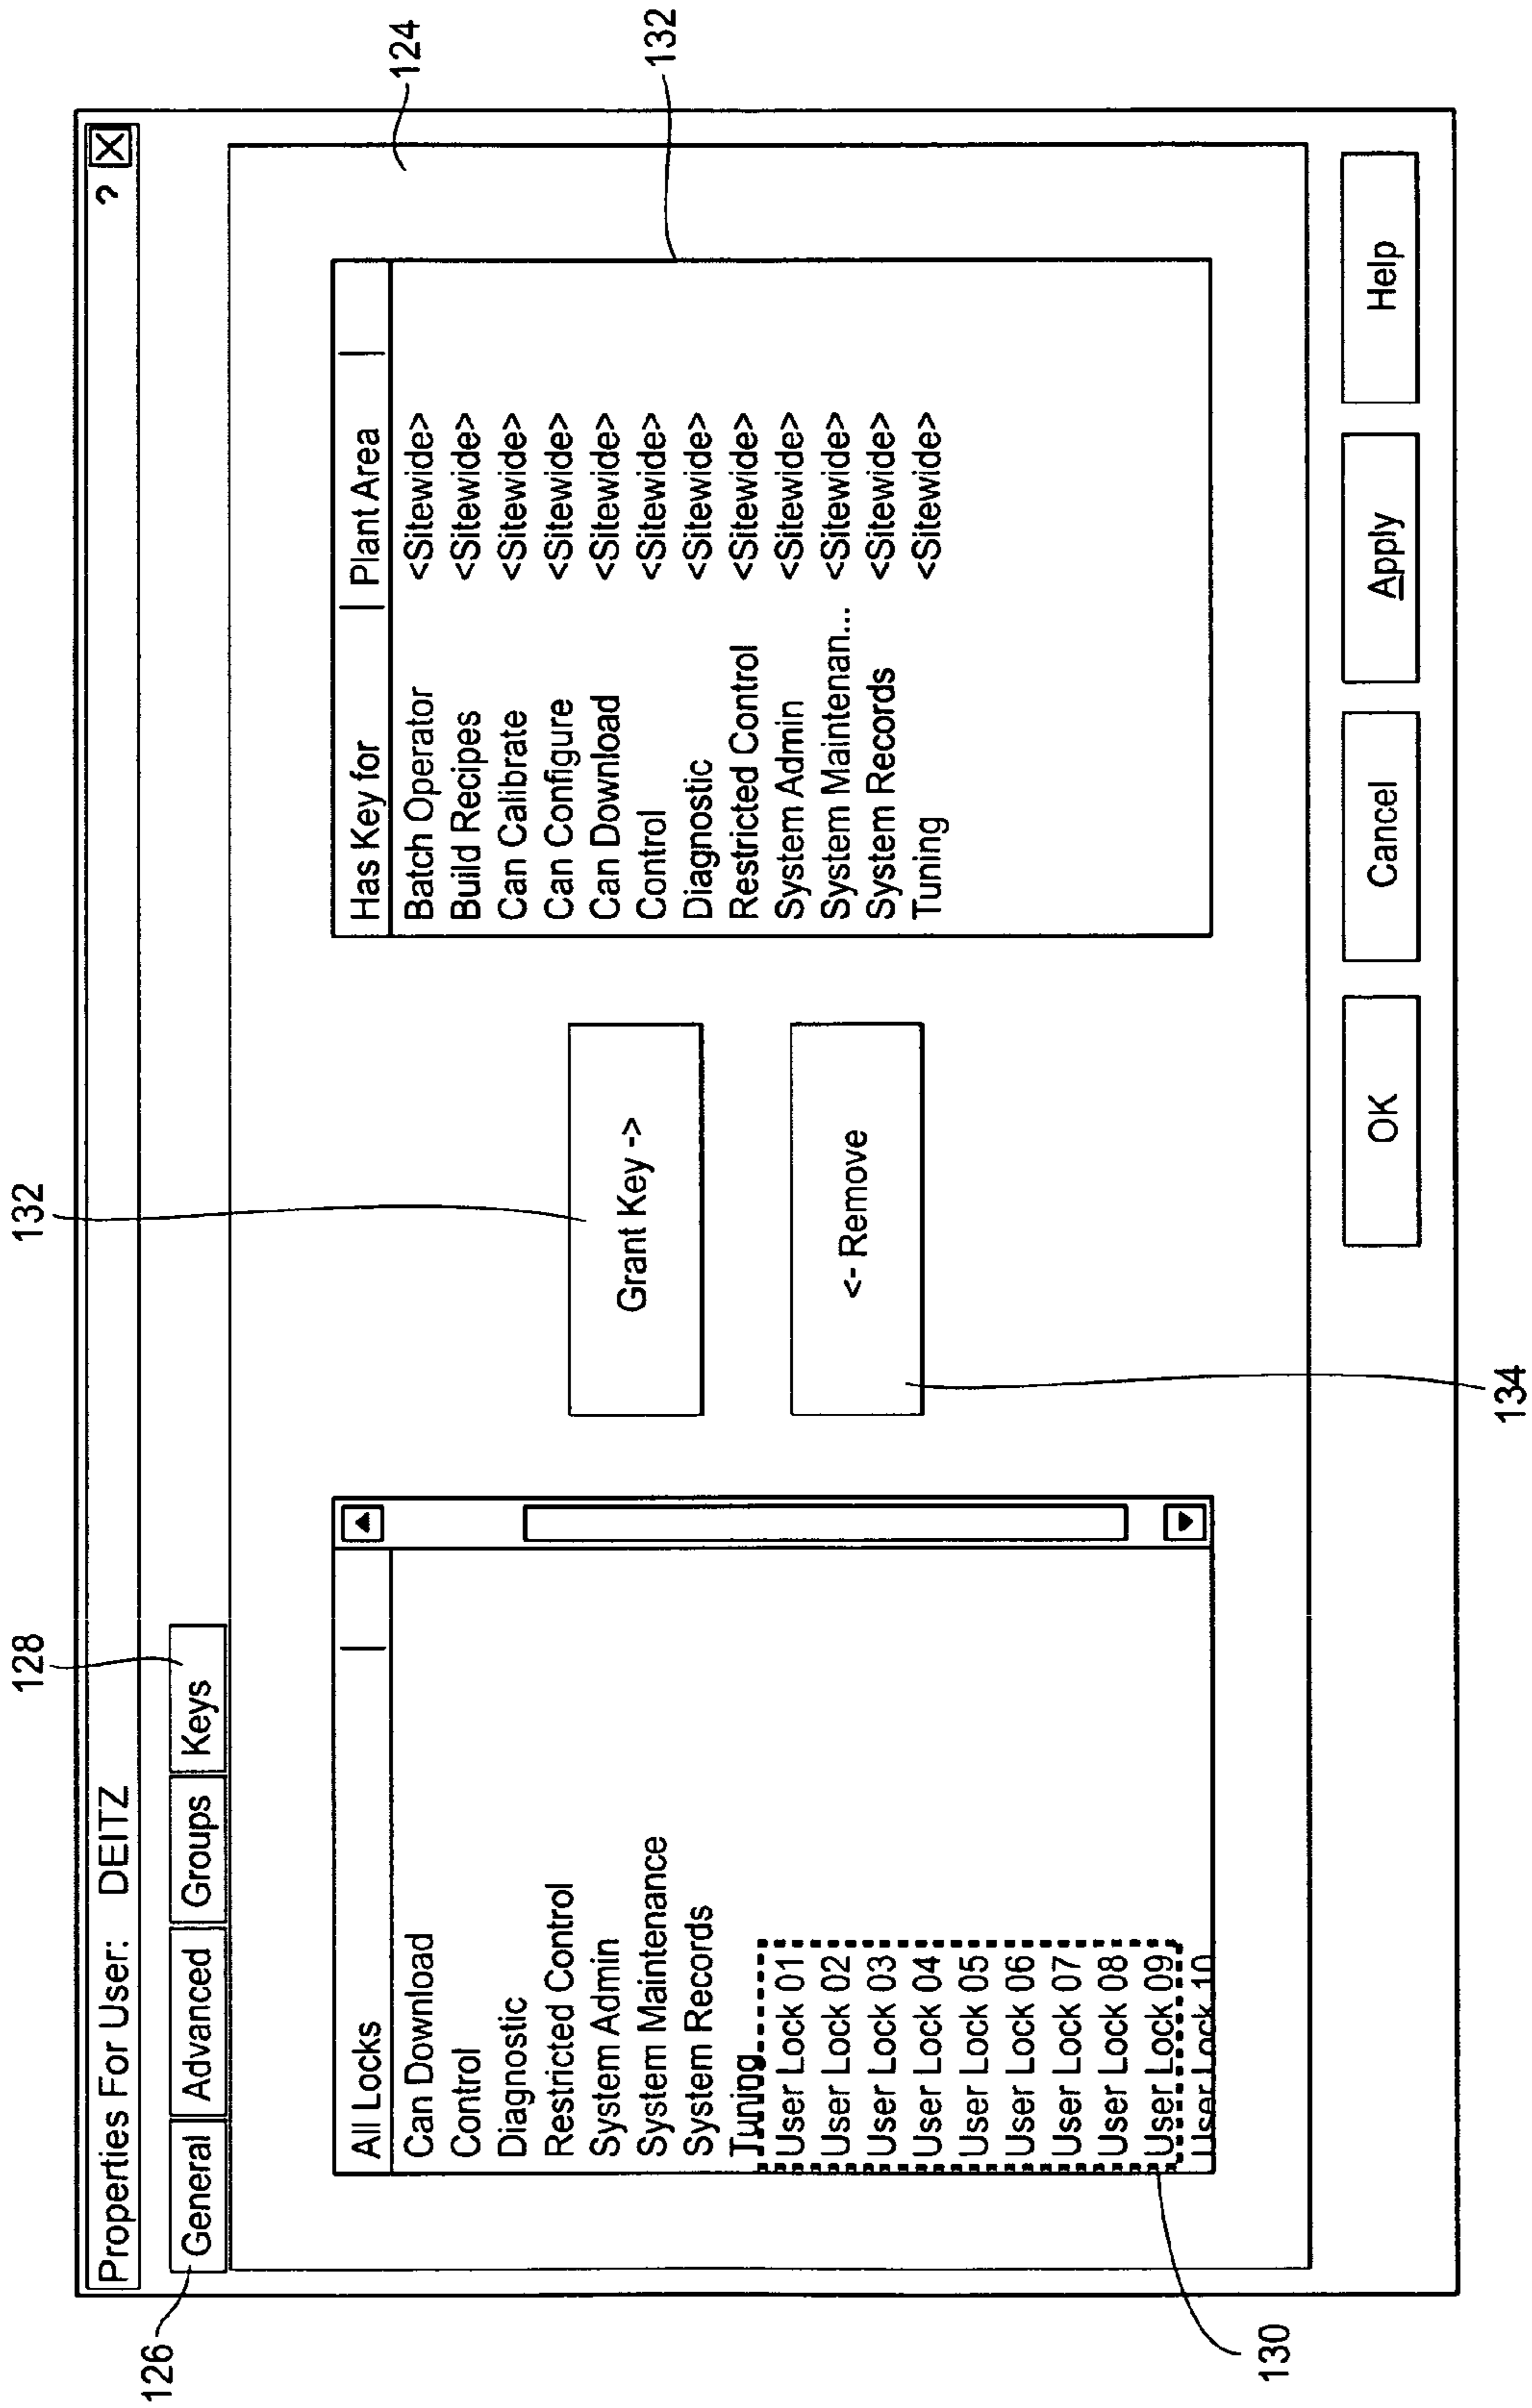 132
128
124
132
126
130
134
Properties For User: DEITZ
? X
General Advanced Groups Keys
All Locks
Can Download
Control
Diagnostic
Restricted Control
System Admin
System Maintenance
System Records
Tuning
User Lock 01
User Lock 02
User Lock 03
User Lock 04
User Lock 05
User Lock 06
User Lock 07
User Lock 08
User Lock 09
User Lock 10
Grant Key ->
<- Remove
Has Key for | Plant Area |
Batch Operator <Sitewide>
Build Recipes <Sitewide>
Can Calibrate <Sitewide>
Can Configure <Sitewide>
Can Download <Sitewide>
Control <Sitewide>
Diagnostic <Sitewide>
Restricted Control <Sitewide>
System Admin <Sitewide>
System Maintenan... <Sitewide>
System Records <Sitewide>
Tuning <Sitewide>
OK
Cancel
Apply
Help